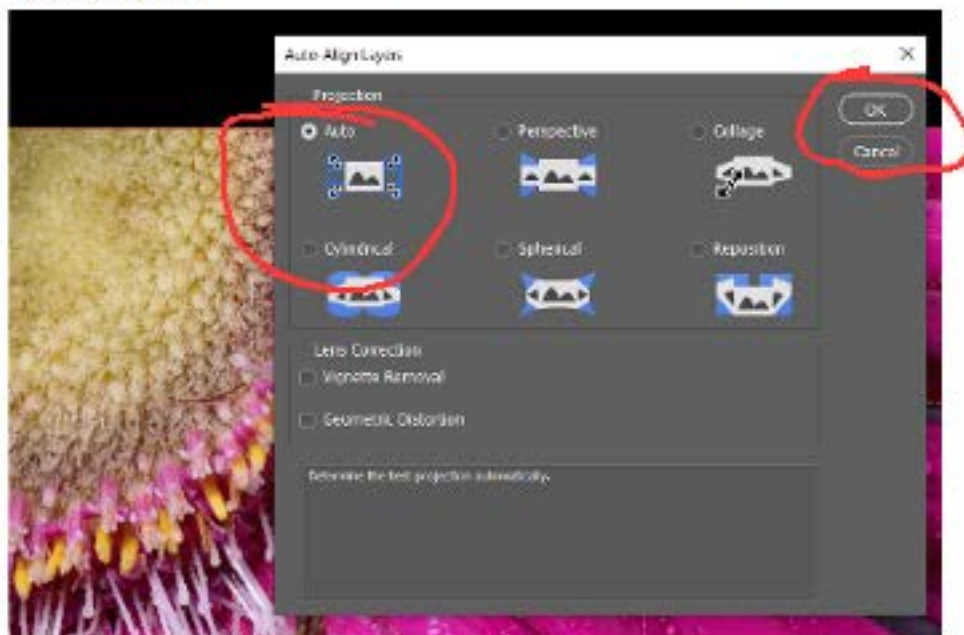 Auto-Align Layers
Projection
Auto
Perspective
Collage
OK
Cancel
Cylindrical
Spherical
Reposition
Lens Correction
Vignette Removal
Geometric Distortion
Determine the best projection automatically.